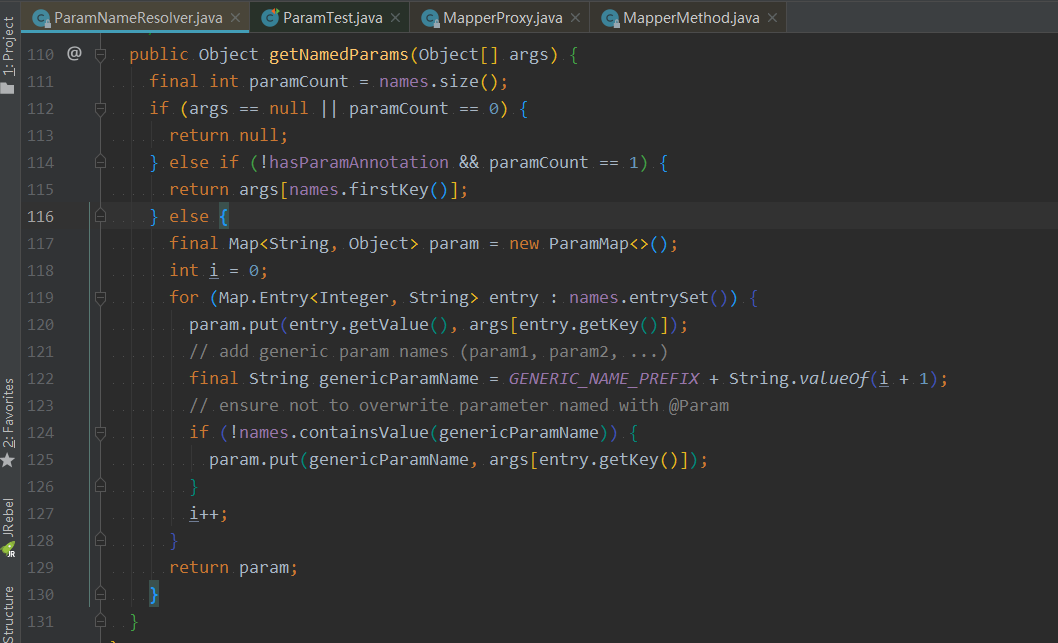 ParamNameResolver.java × ParamTest.java × MapperProxy.java × MapperMethod.java ×
1: Project
110 @ public Object getNamedParams(Object[] args) {
111 final int paramCount = names.size();
112 if (args == null || paramCount == 0) {
113 return null;
114 } else if (!hasParamAnnotation && paramCount == 1) {
115 return args[names.firstKey()];
116 } else {
117 final Map<String, Object> param = new ParamMap<>();
118 int i = 0;
119 for (Map.Entry<Integer, String> entry : names.entrySet()) {
120 param.put(entry.getValue(), args[entry.getKey()]);
121 // add generic param names (param1, param2, ...)
122 final String genericParamName = GENERIC_NAME_PREFIX + String.valueOf(i + 1);
123 // ensure not to overwrite parameter named with @Param
124 if (!names.containsValue(genericParamName)) {
125 param.put(genericParamName, args[entry.getKey()]);
126 }
127 i++;
128 }
129 return param;
130 }
131 }
2: Favorites
JRebel
JR
Structure